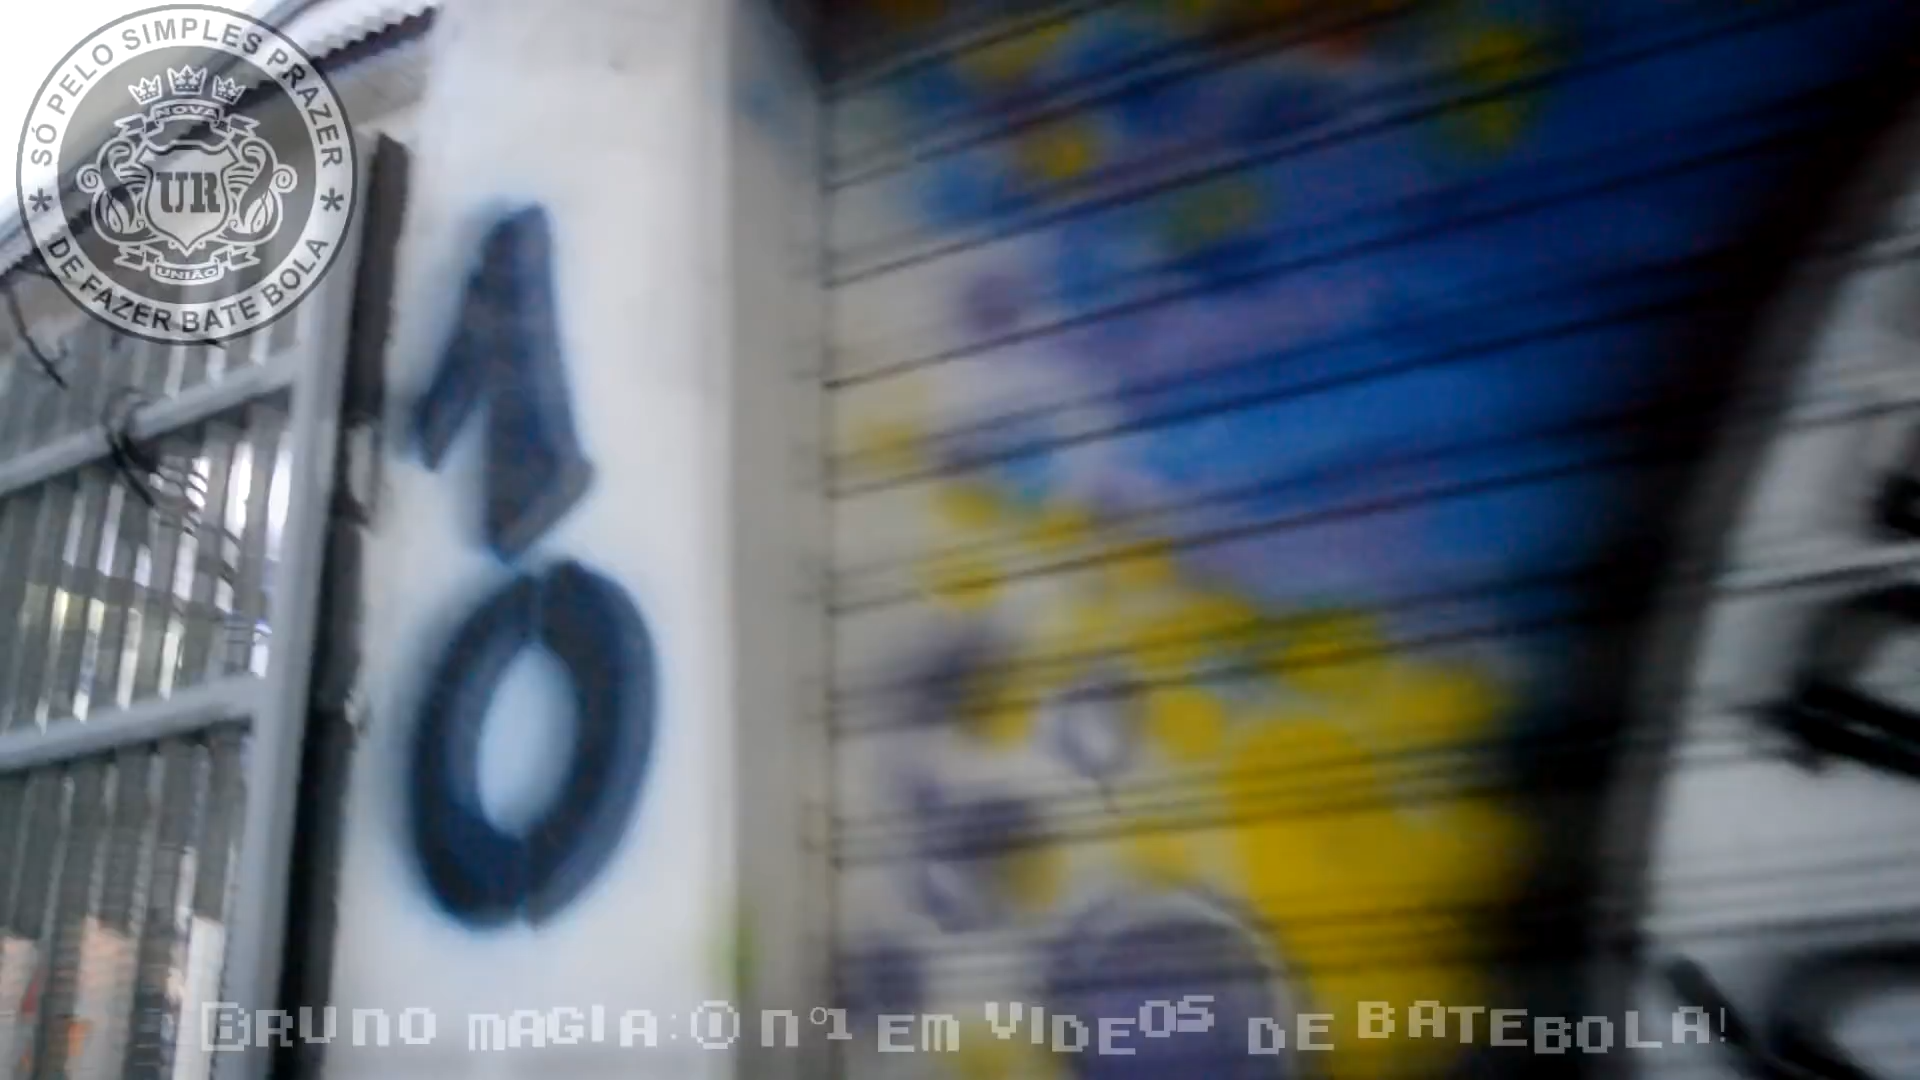 SÓ PELO SIMPLES PRAZER
NOVA
UR
UNIÃO
* DE FAZER BATE BOLA *
10
BRUNO MAGIA: O Nº1 EM VIDEOS DE BATEBOLA!